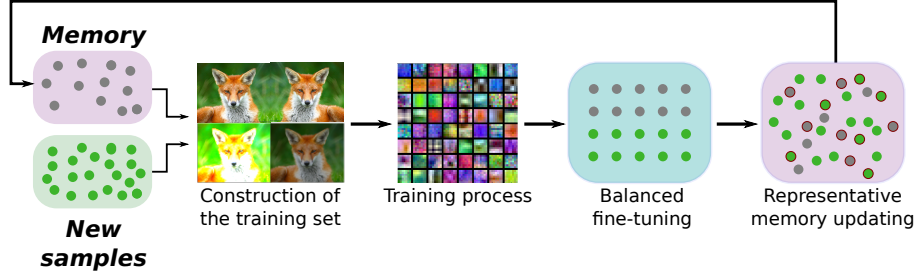 Memory
New
samples
Construction of
the training set
Training process
Balanced
fine-tuning
Representative
memory updating